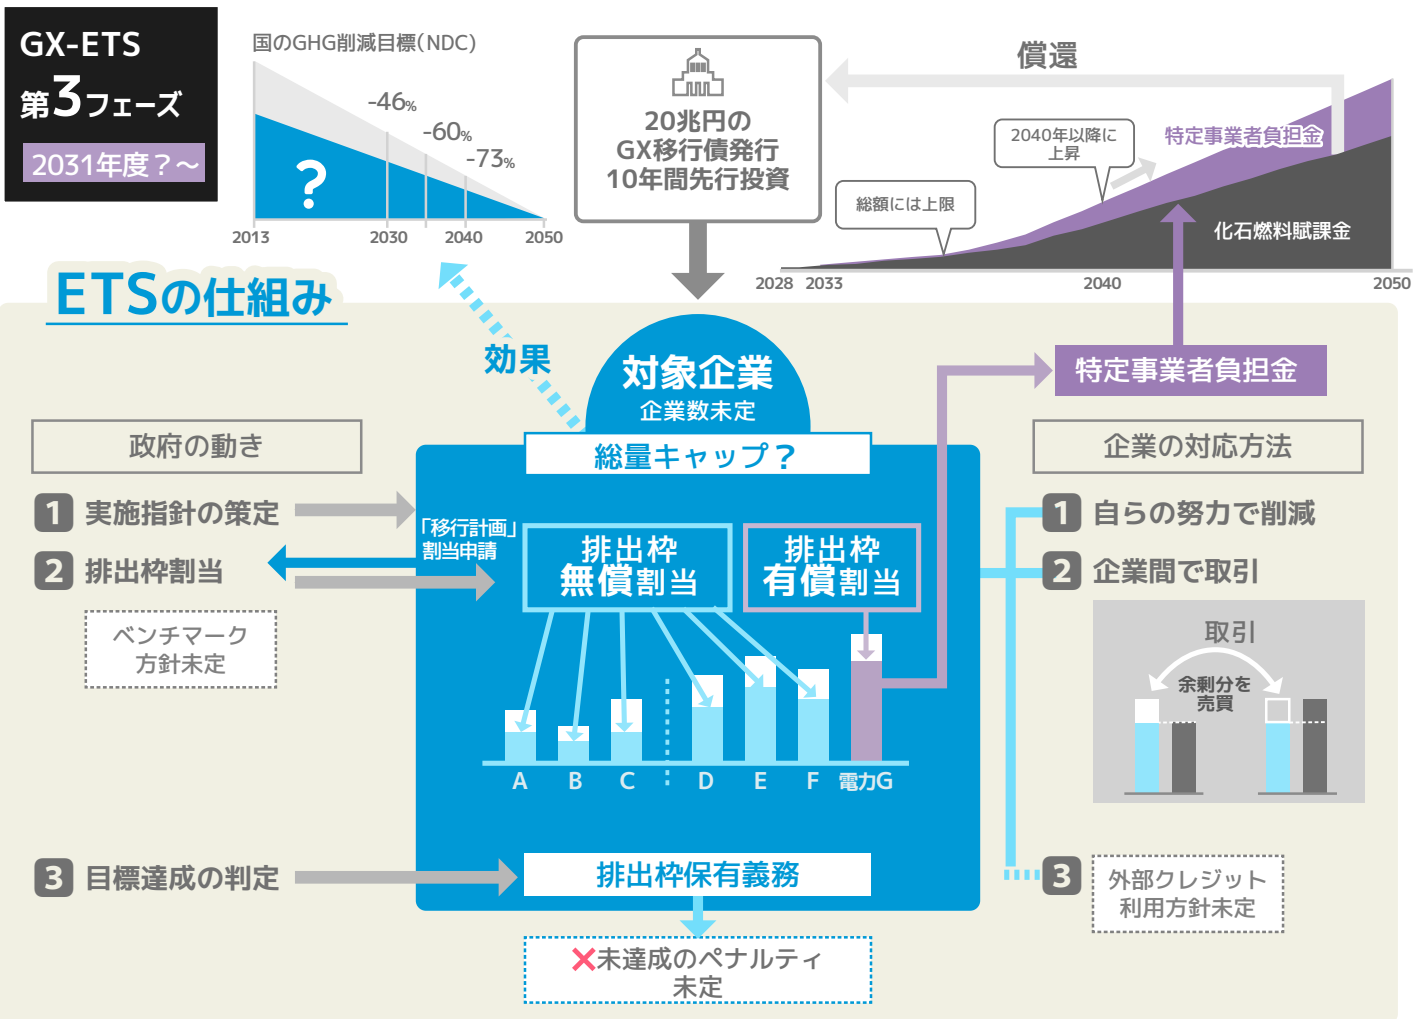 GX-ETS
第3フェーズ
2031年度？～
国のGHG削減目標(NDC)
-46%
-60%
-73%
?
2013
2030
2040
2050
20兆円の
GX移行債発行
10年間先行投資
償還
特定事業者負担金
2040年以降に
上昇
総額には上限
化石燃料賦課金
2028
2033
2040
2050
ETSの仕組み
効果
対象企業
企業数未定
総量キャップ？
特定事業者負担金
政府の動き
1 実施指針の策定
2 排出枠割当
ベンチマーク
方針未定
3 目標達成の判定
「移行計画」
割当申請
排出枠
無償割当
排出枠
有償割当
A
B
C
D
E
F
電力G
排出枠保有義務
❌未達成のペナルティ
未定
企業の対応方法
1 自らの努力で削減
2 企業間で取引
取引
余剰分を
売買
3 外部クレジット
利用方針未定